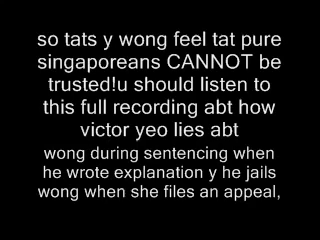 so tats y wong feel tat pure
singaporeans CANNOT be
trusted!u should listen to
this full recording abt how
victor yeo lies abt
wong during sentencing when
he wrote explanation y he jails
wong when she files an appeal,